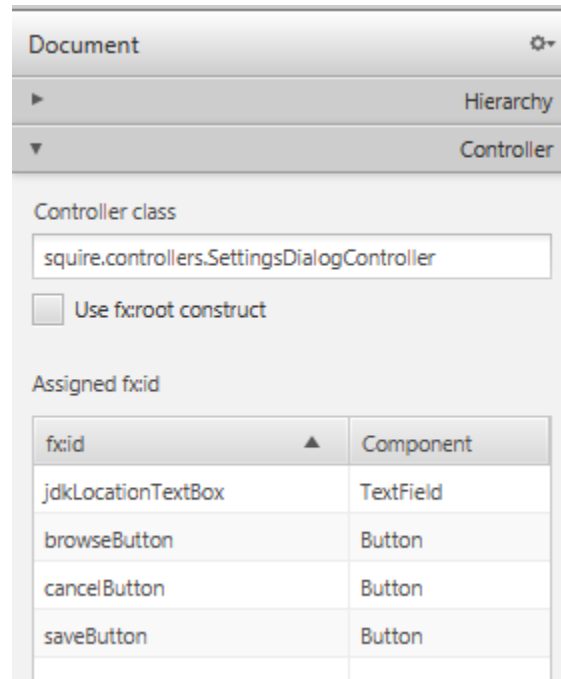 Document
Hierarchy
Controller
Controller class
squire.controllers.SettingsDialogController
Use fx:root construct
Assigned fx:id
fx:id Component
jdkLocationTextBox TextField
browseButton Button
cancelButton Button
saveButton Button